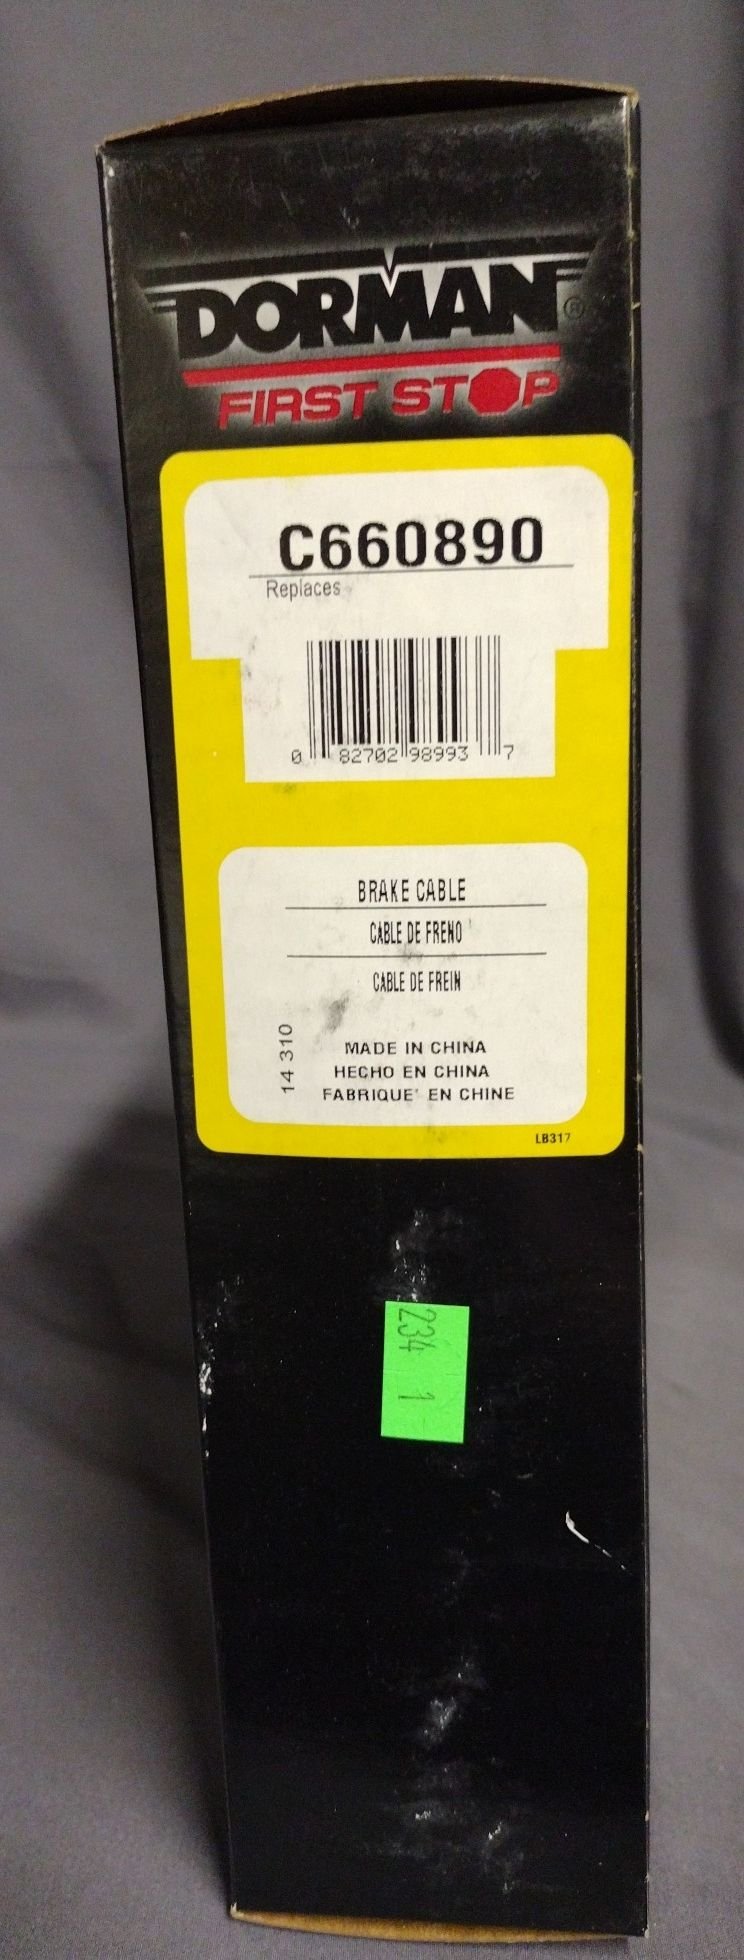 DORMAN®
FIRST STOP
C660890
Replaces
0 82702 98993 7
BRAKE CABLE
CABLE DE FRENO
CABLE DE FREIN
14 310
MADE IN CHINA
HECHO EN CHINA
FABRIQUE' EN CHINE
LB317
234 1